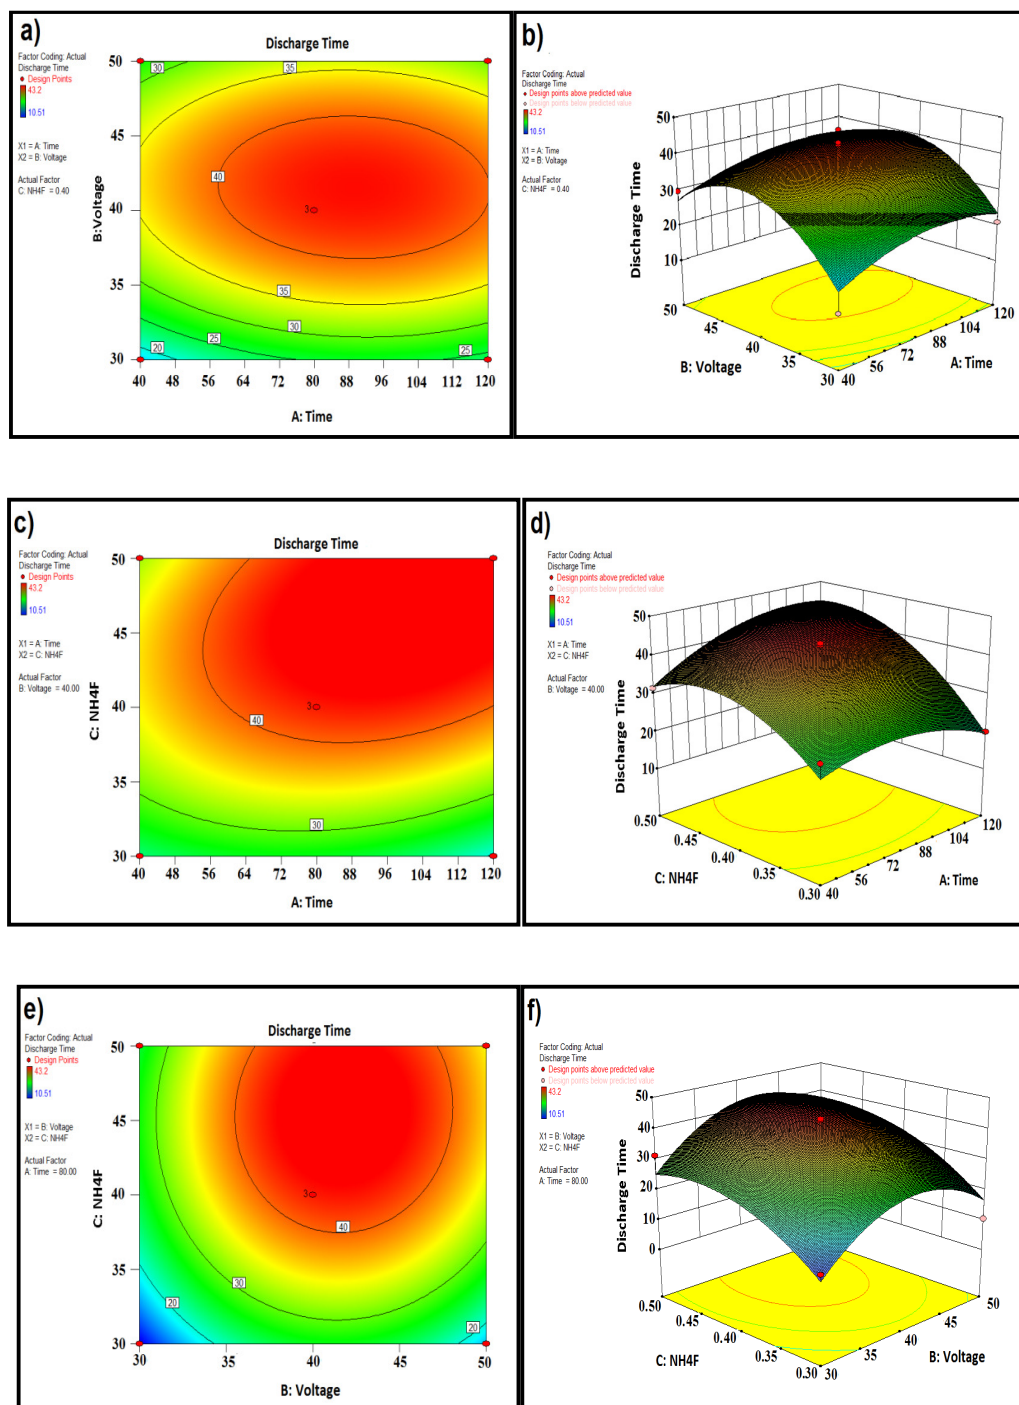 a)
Discharge Time
Factor Coding: Actual
Discharge Time
Design Points
43.2
10.51
X1 = A: Time
X2 = B: Voltage
Actual Factor
C: NH4F = 0.40
B:Voltage
50
45
40
35
30
30
35
40
3
35
30
25
20
25
40 48 56 64 72 80 88 96 104 112 120
A: Time
b)
Factor Coding: Actual
Discharge Time
Design points above predicted value
Design points below predicted value
43.2
10.51
X1 = A: Time
X2 = B: Voltage
Actual Factor
C: NH4F = 0.40
Discharge Time
50
40
30
20
10
50
45
40
35
30
40
56
72
88
104
120
B: Voltage
A: Time
c)
Discharge Time
Factor Coding: Actual
Discharge Time
Design Points
43.2
10.51
X1 = A: Time
X2 = C: NH4F
Actual Factor
B: Voltage = 40.00
C: NH4F
50
45
40
35
30
3
40
30
40 48 56 64 72 80 88 96 104 112 120
A: Time
d)
Factor Coding: Actual
Discharge Time
Design points above predicted value
Design points below predicted value
43.2
10.51
X1 = A: Time
X2 = C: NH4F
Actual Factor
B: Voltage = 40.00
Discharge Time
50
40
30
20
10
0.50
0.45
0.40
0.35
0.30
40
56
72
88
104
120
C: NH4F
A: Time
e)
Discharge Time
Factor Coding: Actual
Discharge Time
Design Points
43.2
10.51
X1 = B: Voltage
X2 = C: NH4F
Actual Factor
A: Time = 80.00
C: NH4F
50
45
40
35
30
3
40
30
20
20
30 35 40 45 50
B: Voltage
f)
Factor Coding: Actual
Discharge Time
Design points above predicted value
Design points below predicted value
43.2
10.51
X1 = B: Voltage
X2 = C: NH4F
Actual Factor
A: Time = 80.00
Discharge Time
50
40
30
20
10
0
0.50
0.45
0.40
0.35
0.30
30
35
40
45
50
C: NH4F
B: Voltage